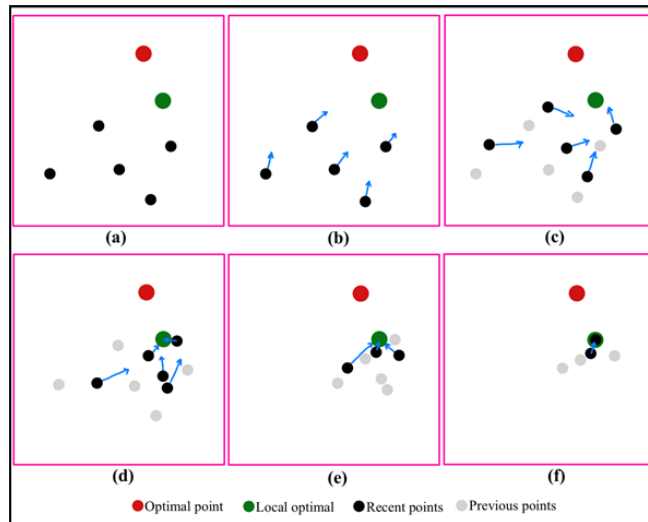 (a) (b) (c)
(d) (e) (f)
Optimal point Local optimal Recent points Previous points